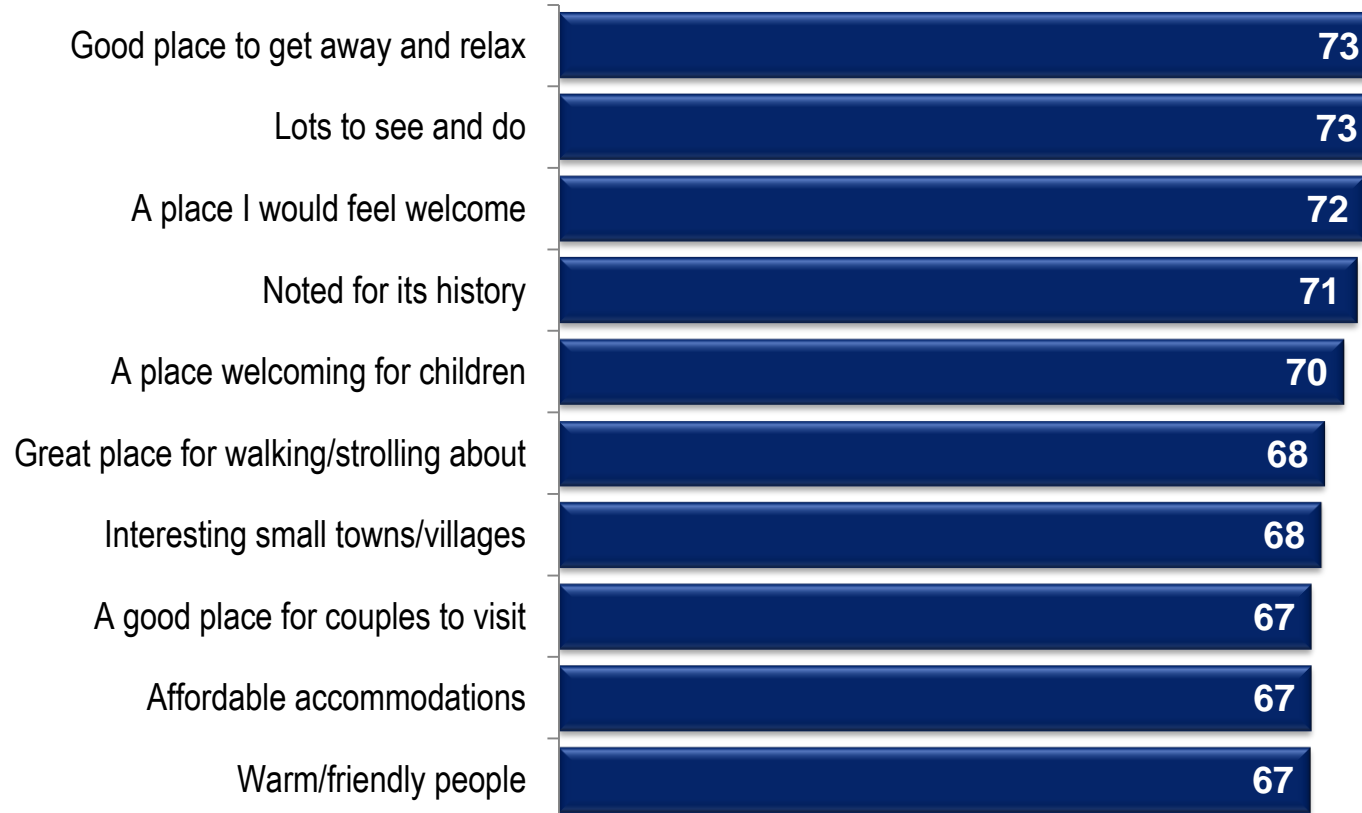 Good place to get away and relax 73
Lots to see and do 73
A place I would feel welcome 72
Noted for its history 71
A place welcoming for children 70
Great place for walking/strolling about 68
Interesting small towns/villages 68
A good place for couples to visit 67
Affordable accommodations 67
Warm/friendly people 67